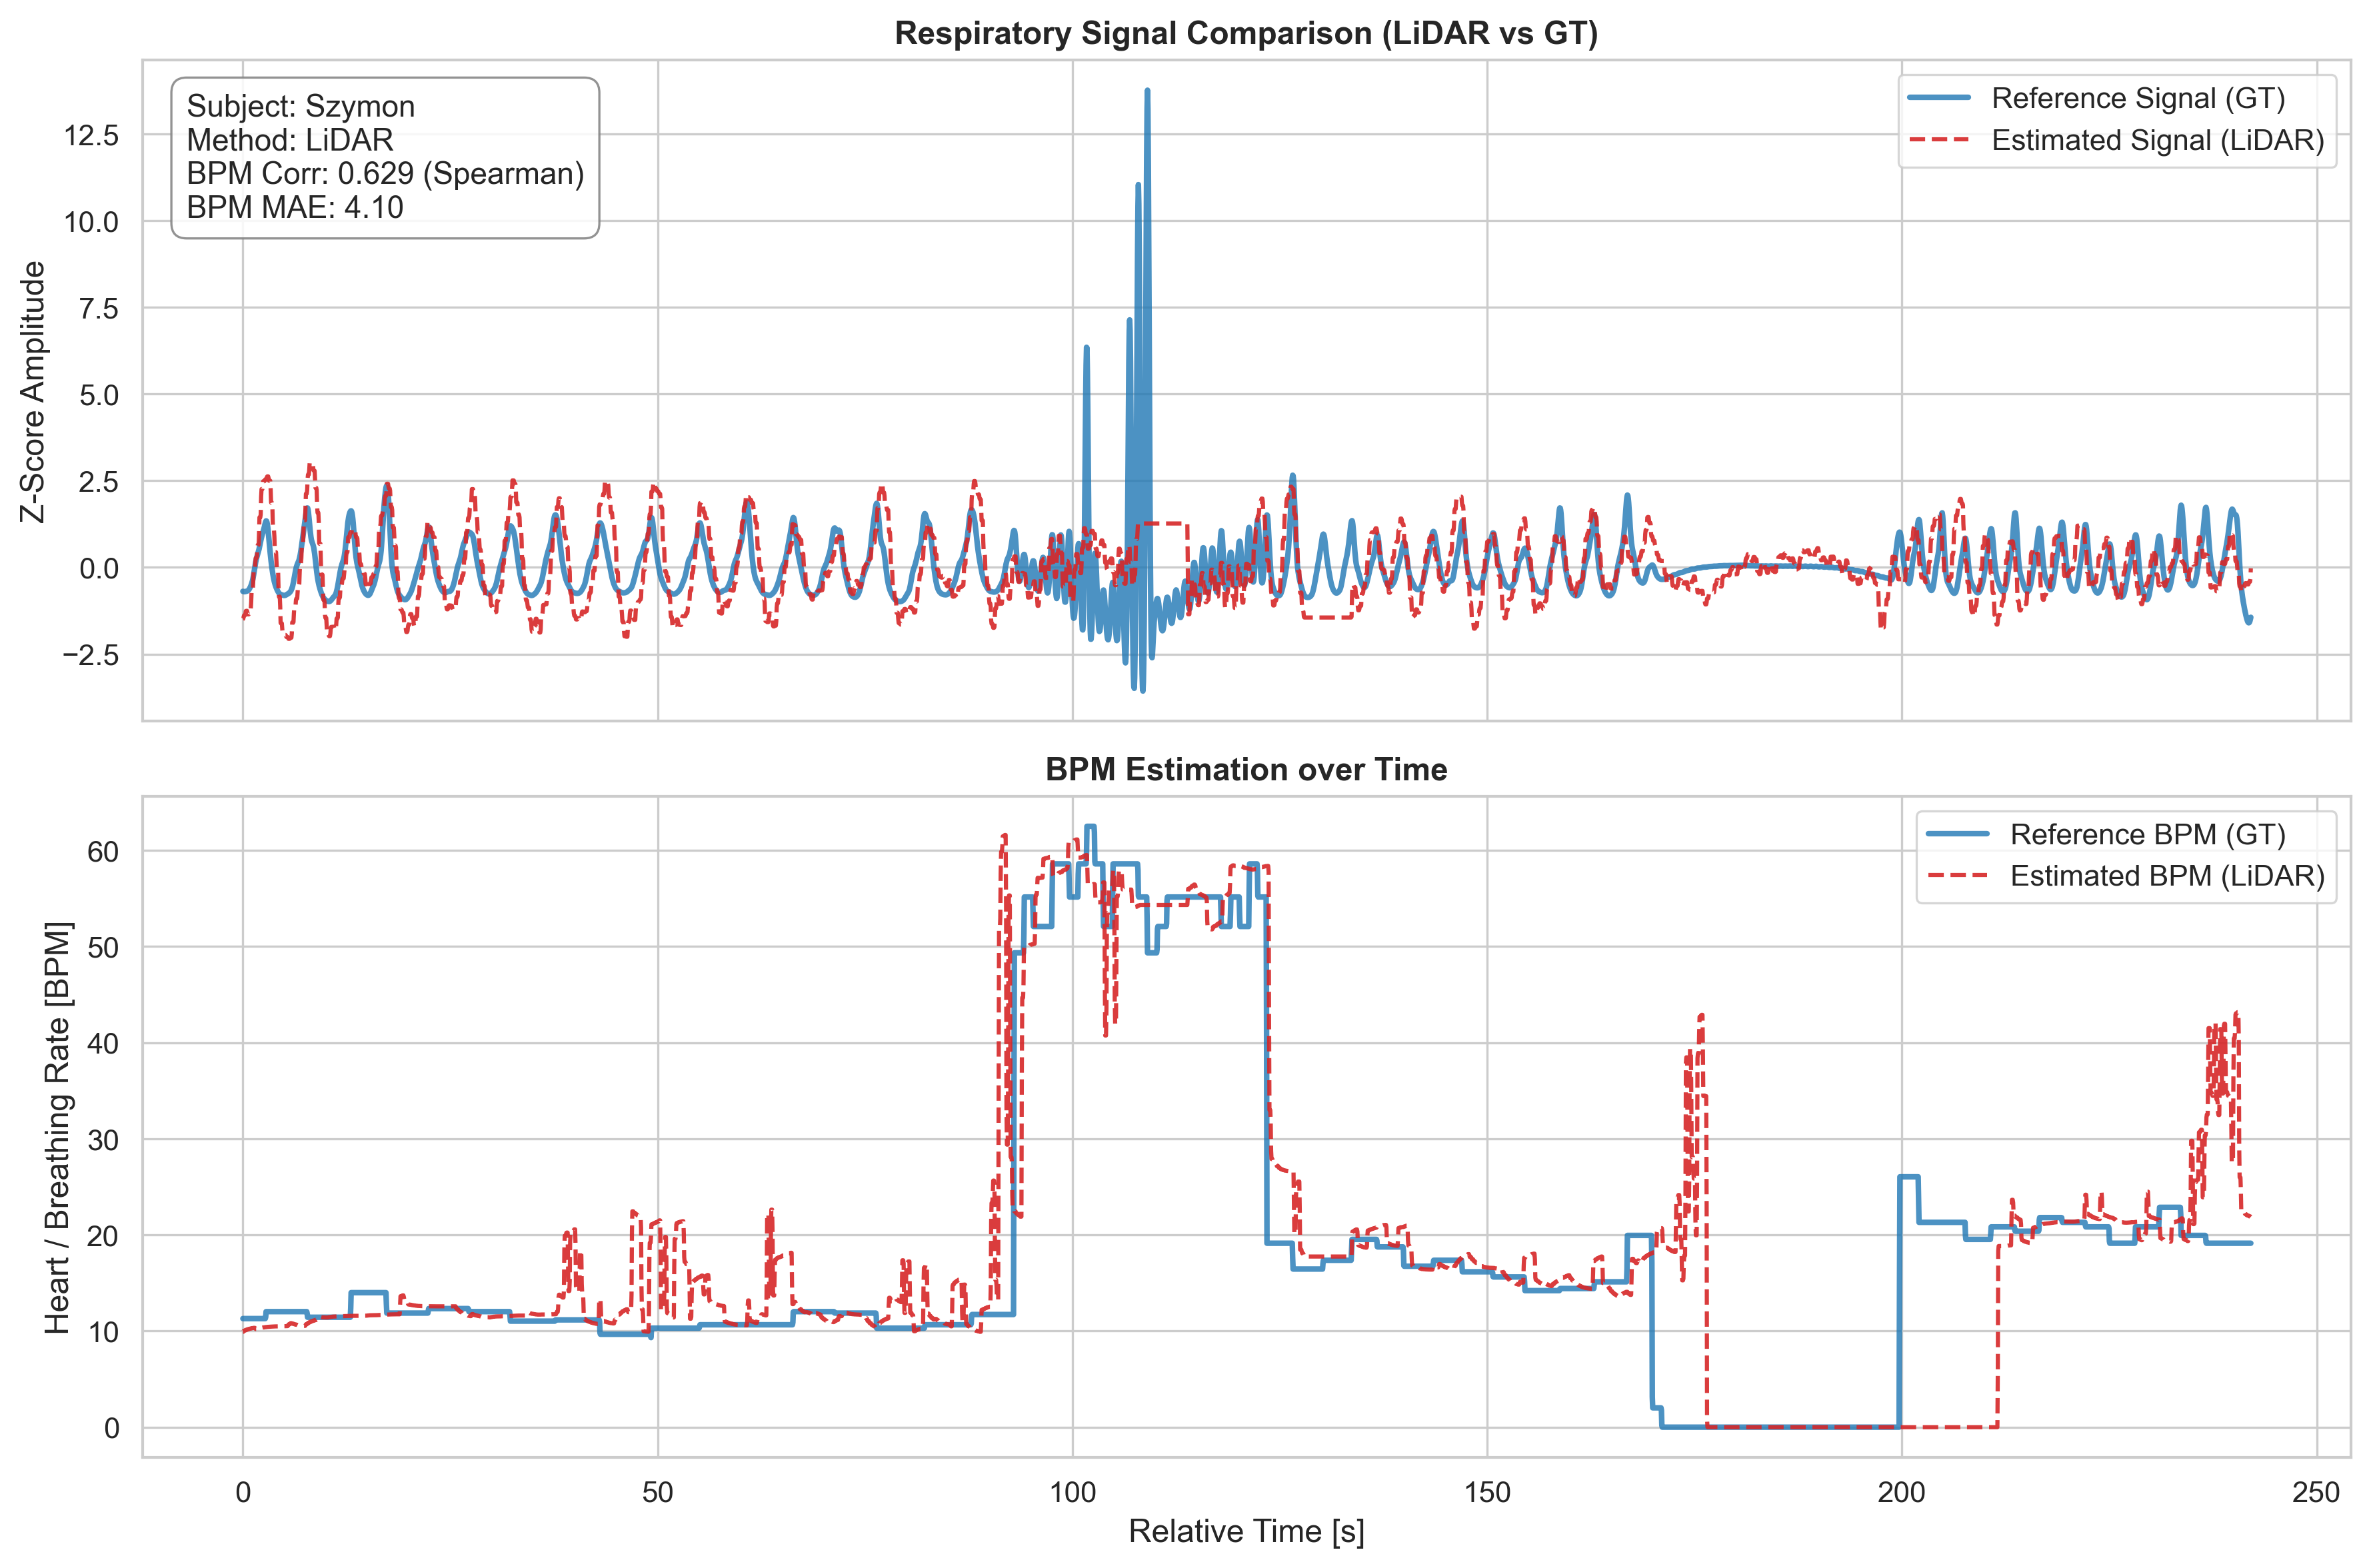 Respiratory Signal Comparison (LiDAR vs GT)
Subject: Szymon
Method: LiDAR
BPM Corr: 0.629 (Spearman)
BPM MAE: 4.10
Reference Signal (GT)
Estimated Signal (LiDAR)
Z-Score Amplitude
12.5
10.0
7.5
5.0
2.5
0.0
−2.5
BPM Estimation over Time
Reference BPM (GT)
Estimated BPM (LiDAR)
Heart / Breathing Rate [BPM]
60
50
40
30
20
10
0
0 50 100 150 200 250
Relative Time [s]